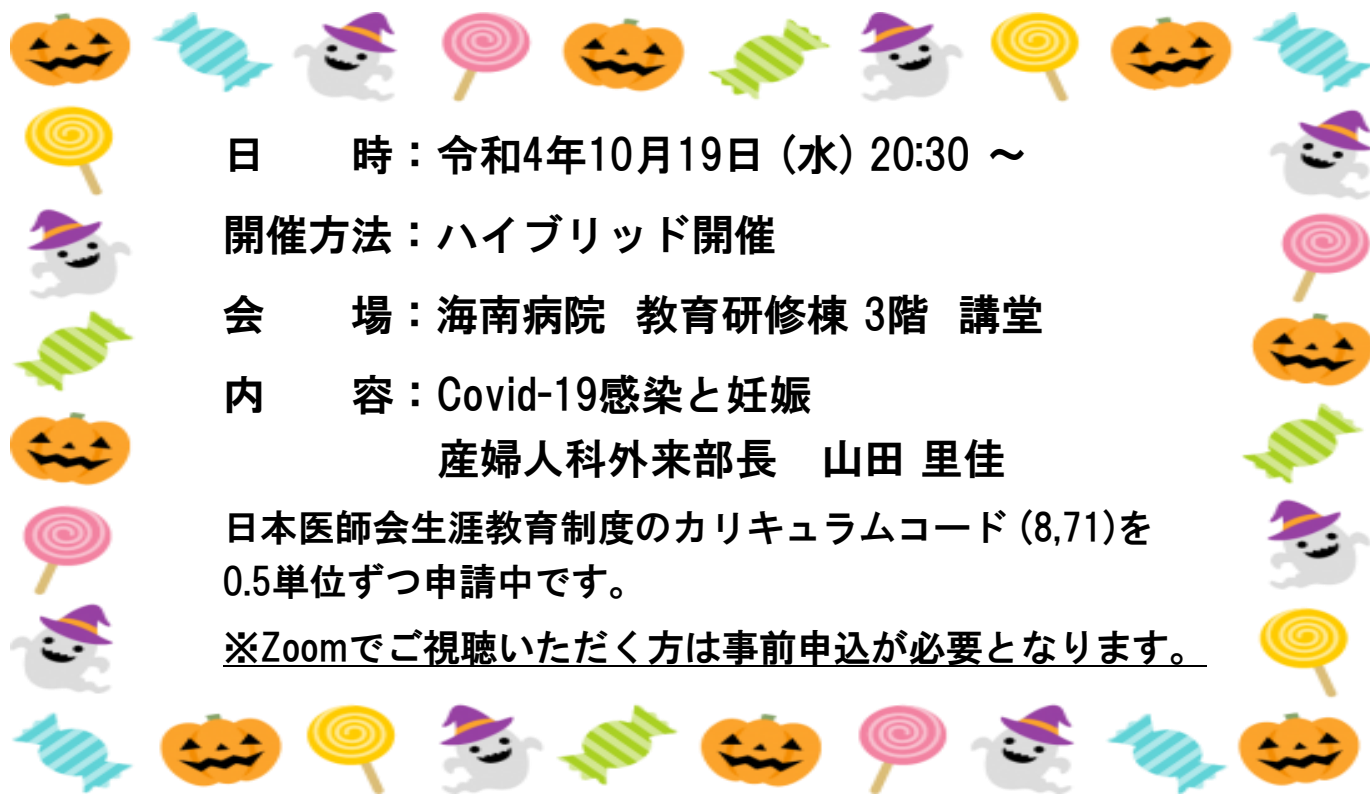 日　　時：令和4年10月19日 (水) 20:30 ～
開催方法：ハイブリッド開催
会　　場：海南病院　教育研修棟 3階　講堂
内　　容：Covid-19感染と妊娠
産婦人科外来部長　山田 里佳
日本医師会生涯教育制度のカリキュラムコード (8,71)を
0.5単位ずつ申請中です。
※Zoomでご視聴いただく方は事前申込が必要となります。